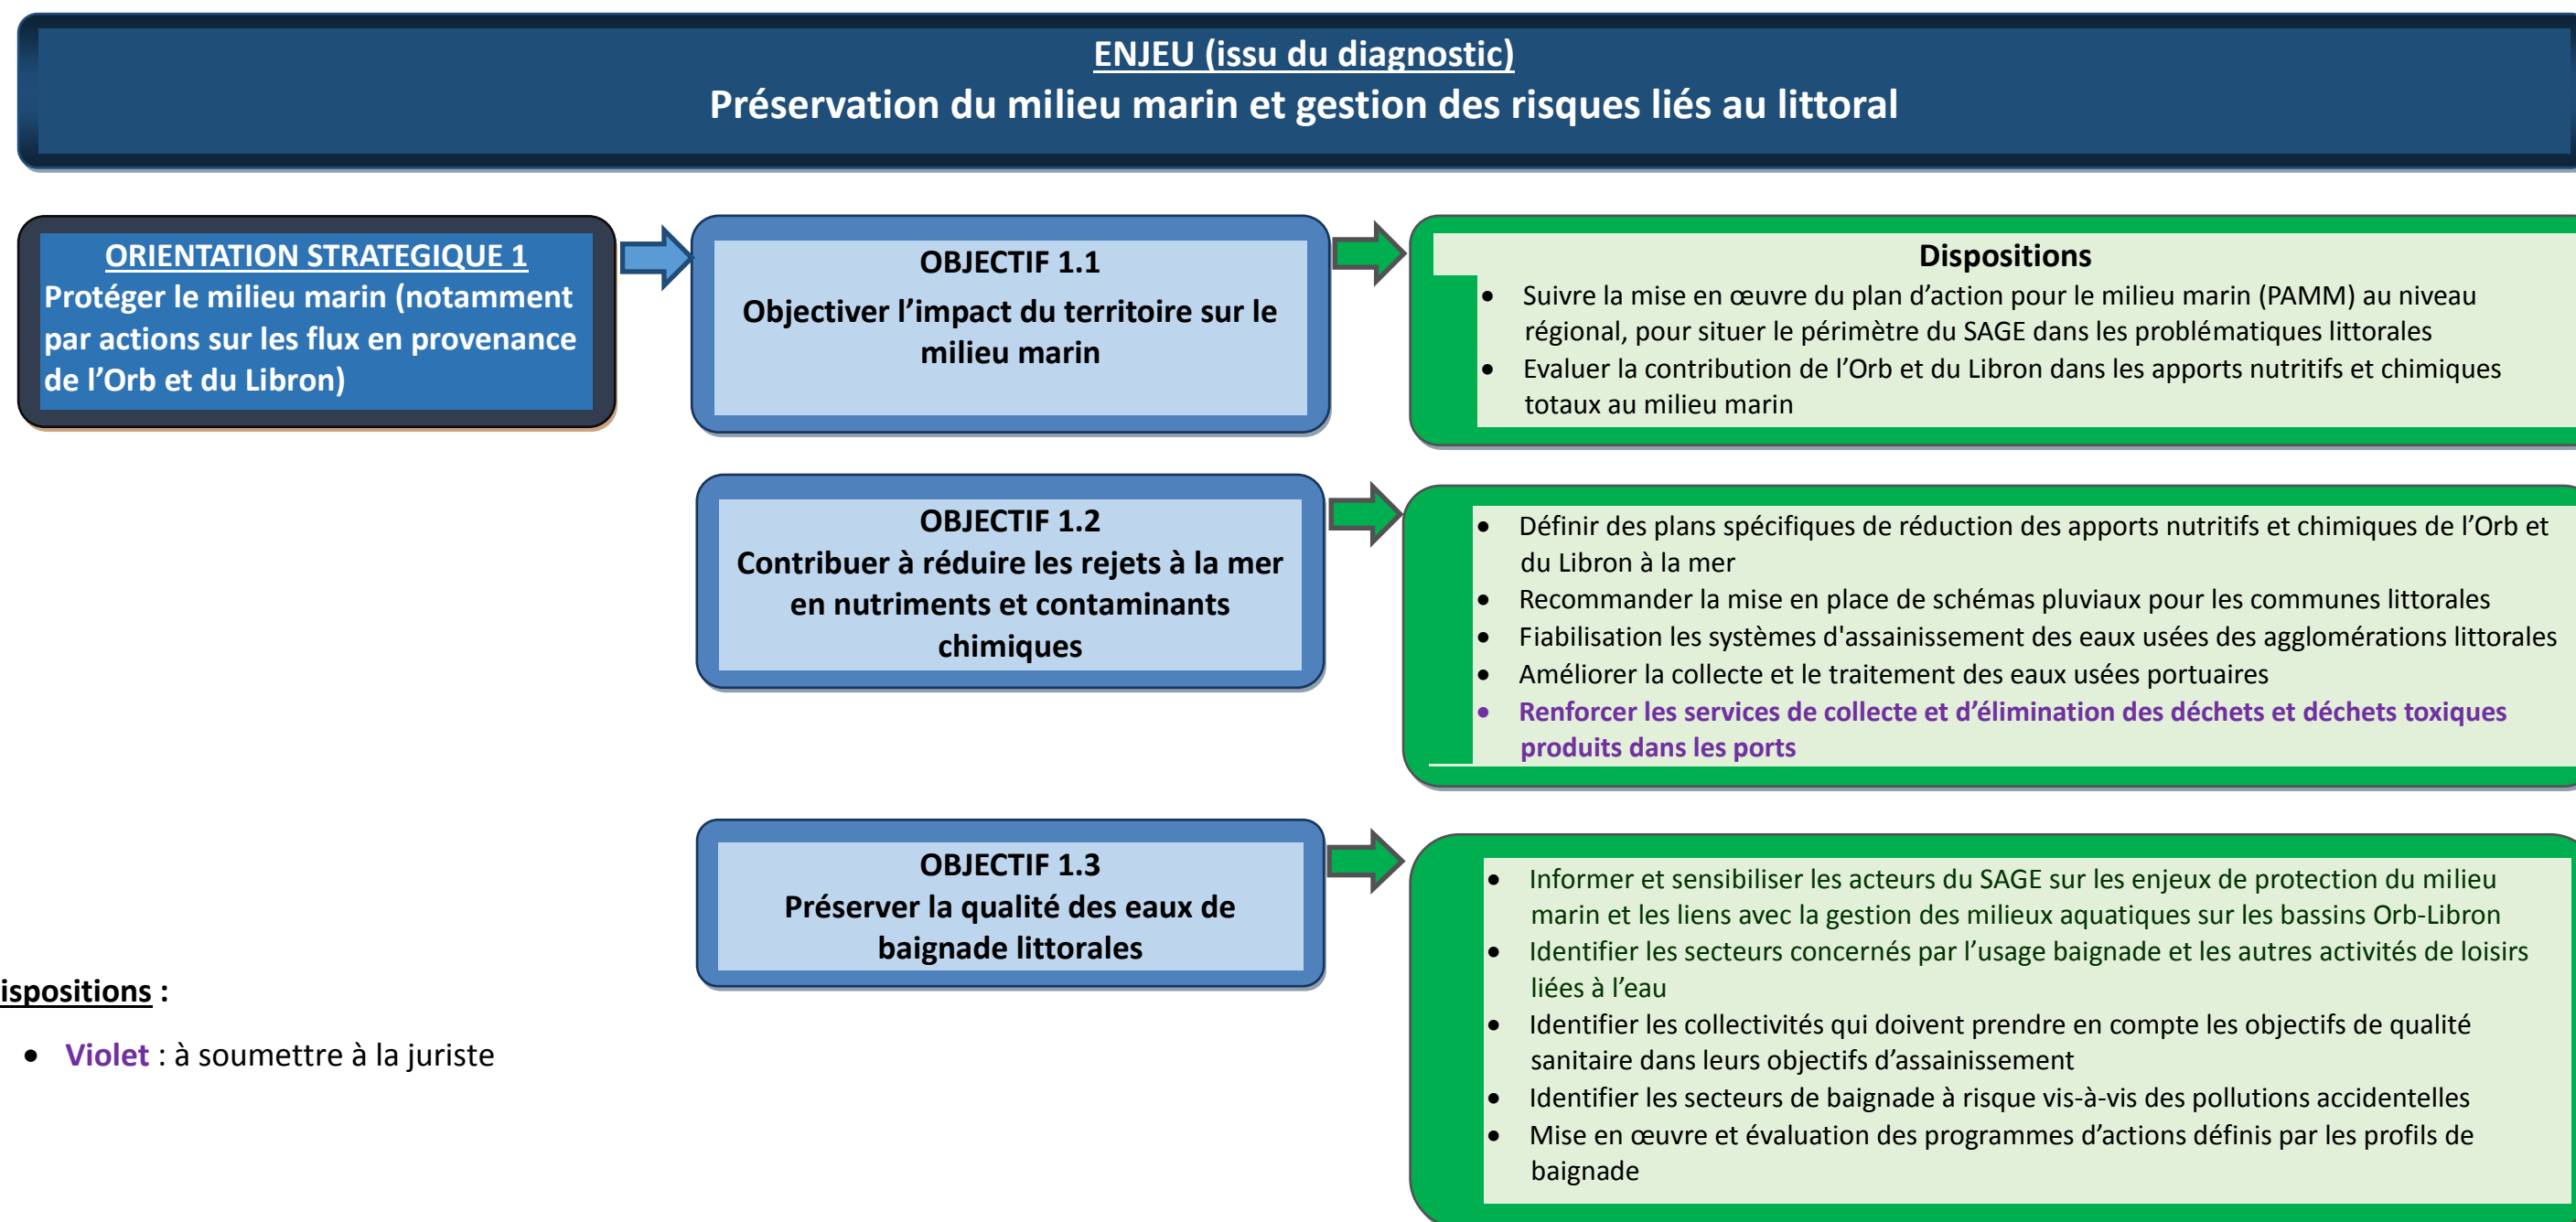 ENJEU (issu du diagnostic)
Préservation du milieu marin et gestion des risques liés au littoral
ORIENTATION STRATEGIQUE 1
Protéger le milieu marin (notamment
par actions sur les flux en provenance
de l’Orb et du Libron)
OBJECTIF 1.1
Objectiver l’impact du territoire sur le
milieu marin
Dispositions
• Suivre la mise en œuvre du plan d’action pour le milieu marin (PAMM) au niveau
régional, pour situer le périmètre du SAGE dans les problématiques littorales
• Evaluer la contribution de l’Orb et du Libron dans les apports nutritifs et chimiques
totaux au milieu marin
OBJECTIF 1.2
Contribuer à réduire les rejets à la mer
en nutriments et contaminants
chimiques
• Définir des plans spécifiques de réduction des apports nutritifs et chimiques de l’Orb et
du Libron à la mer
• Recommander la mise en place de schémas pluviaux pour les communes littorales
• Fiabilisation les systèmes d'assainissement des eaux usées des agglomérations littorales
• Améliorer la collecte et le traitement des eaux usées portuaires
• Renforcer les services de collecte et d’élimination des déchets et déchets toxiques
produits dans les ports
OBJECTIF 1.3
Préserver la qualité des eaux de
baignade littorales
• Informer et sensibiliser les acteurs du SAGE sur les enjeux de protection du milieu
marin et les liens avec la gestion des milieux aquatiques sur les bassins Orb-Libron
• Identifier les secteurs concernés par l’usage baignade et les autres activités de loisirs
liées à l’eau
• Identifier les collectivités qui doivent prendre en compte les objectifs de qualité
sanitaire dans leurs objectifs d’assainissement
• Identifier les secteurs de baignade à risque vis-à-vis des pollutions accidentelles
• Mise en œuvre et évaluation des programmes d’actions définis par les profils de
baignade
ispositions :
• Violet : à soumettre à la juriste